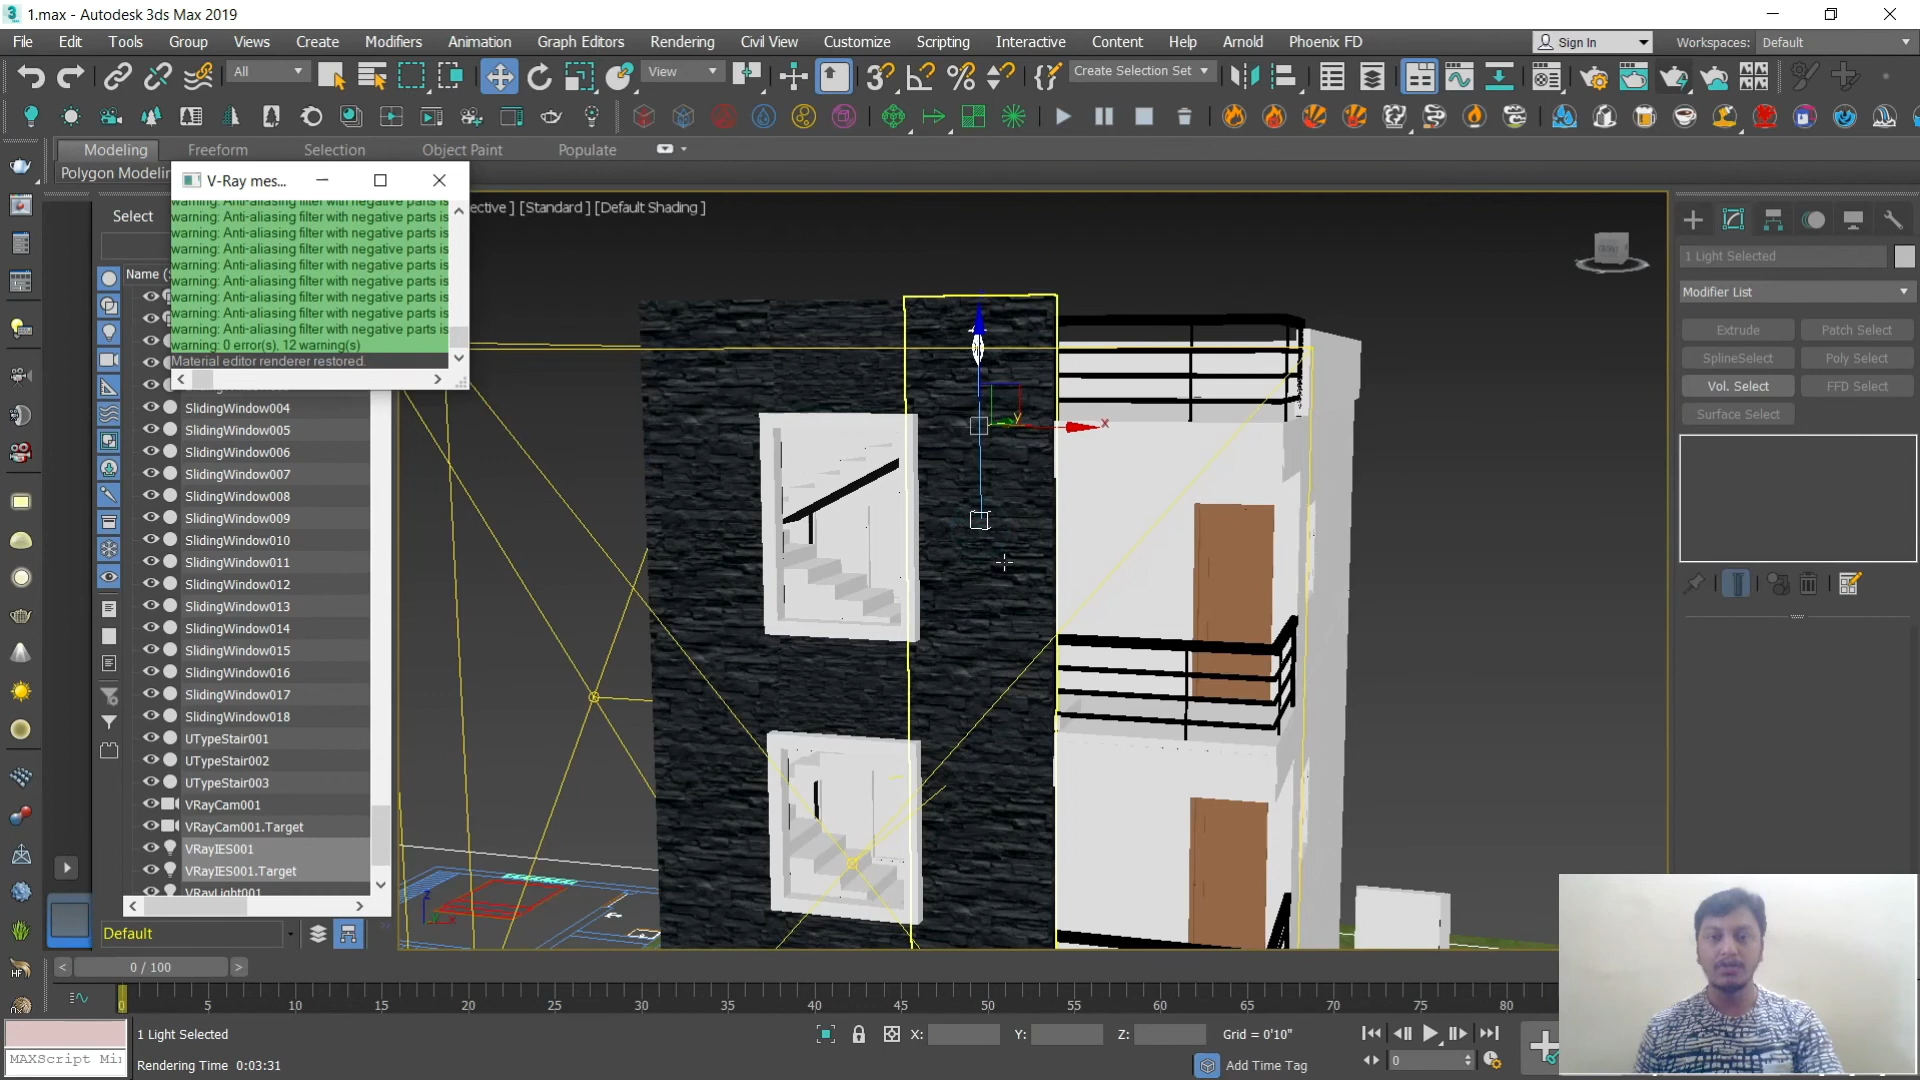 1.max - Autodesk 3ds Max 2019
File Edit Tools Group Views Create Modifiers Animation Graph Editors Rendering Civil View Customize Scripting Interactive Content Help Arnold Phoenix FD Sign In Workspaces: Default
All View Create Selection Set
Modeling Freeform Selection Object Paint Populate
Polygon Modelin
V-Ray mes...
warning: Anti-aliasing filter with negative parts is
warning: Anti-aliasing filter with negative parts is
warning: Anti-aliasing filter with negative parts is
warning: Anti-aliasing filter with negative parts is
warning: Anti-aliasing filter with negative parts is
warning: Anti-aliasing filter with negative parts is
warning: Anti-aliasing filter with negative parts is
warning: Anti-aliasing filter with negative parts is
warning: Anti-aliasing filter with negative parts is
warning: 0 error(s), 12 warning(s)
Material editor renderer restored.
ective ] [Standard ] [Default Shading ]
Select
Name (
SlidingWindow004
SlidingWindow005
SlidingWindow006
SlidingWindow007
SlidingWindow008
SlidingWindow009
SlidingWindow010
SlidingWindow011
SlidingWindow012
SlidingWindow013
SlidingWindow014
SlidingWindow015
SlidingWindow016
SlidingWindow017
SlidingWindow018
UTypeStair001
UTypeStair002
UTypeStair003
VRayCam001
VRayCam001.Target
VRayIES001
VRayIES001.Target
VRayLight001
Default
x
y
z
1 Light Selected
Modifier List
Extrude Patch Select
SplineSelect Poly Select
Vol. Select FFD Select
Surface Select
0 / 100
0 5 10 15 20 25 30 35 40 45 50 55 60 65 70 75 80
1 Light Selected X: Y: Z: Grid = 0'10"
MAXScript Mi
Rendering Time 0:03:31
Add Time Tag
0
HF